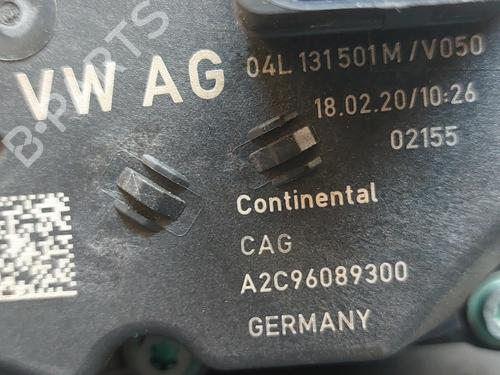 VW AG 04L 131 501 M /V050
18.02.20/10:26
02155
Continental
CAG
A2C96089300
GERMANY
B-PARTS